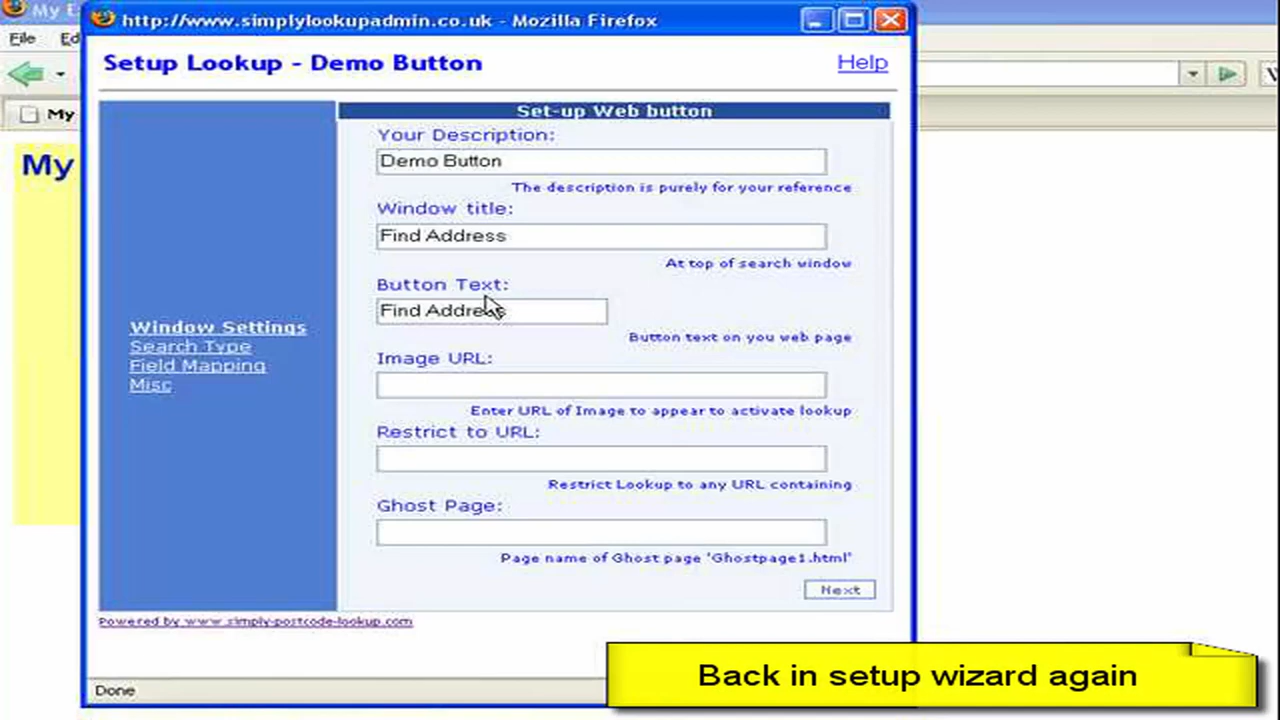 My
http://www.simplylookupadmin.co.uk - Mozilla Firefox
File
Setup Lookup - Demo Button
Help
My
Set-up Web button
My
Your Description:
Demo Button
The description is purely for your reference
Window title:
Find Address
At top of search window
Button Text:
Find Address
Button text on you web page
Window Settings
Search Type
Field Mapping
Misc
Image URL:
Enter URL of Image to appear to activate lookup
Restrict to URL:
Restrict Lookup to any URL containing
Ghost Page:
Page name of Ghost page 'Ghostpage1.html'
Next
Powered by www.simply-postcode-lookup.com
Back in setup wizard again
Done